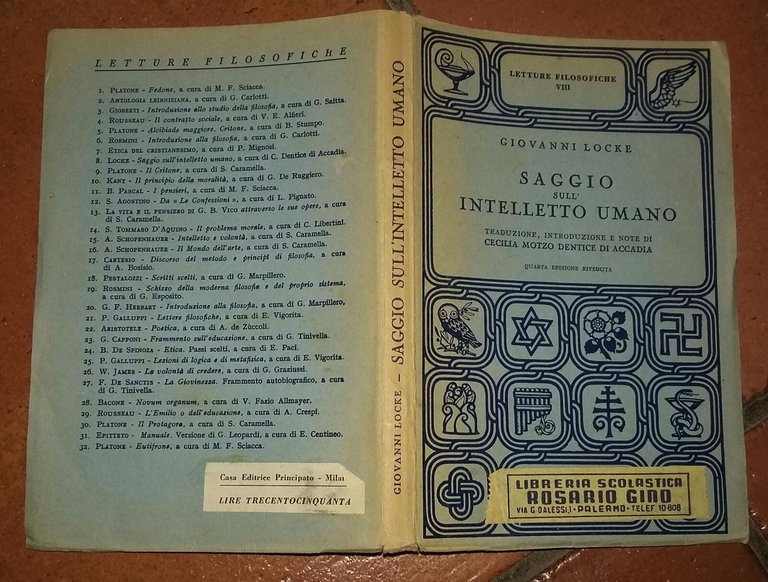 LETTURE FILOSOFICHE
1. PLATONE - Fedone, a cura di M. F. Sciacca.
2. ANTOLOGIA LEIBNIZIANA, a cura di G. Carlotti.
3. GIOBERTI - Introduzione allo studio della filosofia, a cura di G. Saitta.
4. ROUSSEAU - Il contratto sociale, a cura di V. E. Alfieri.
5. PLATONE - Alcibiade maggiore. Critone, a cura di B. Stumpo.
6. ROSMINI - Introduzione alla filosofia, a cura di G. Carlotti.
7. ETICA DEL CRISTIANESIMO, a cura di P. Mignosi.
8. LOCKE - Saggio sull'intelletto umano, a cura di C. Dentice di Accadia.
9. PLATONE - Il Critone, a cura di S. Caramella.
10. KANT - Il principio della moralità, a cura di G. De Ruggiero.
11. B. PASCAL - I pensieri, a cura di M. F. Sciacca.
12. S. AGOSTINO - Da « Le Confessioni », a cura di L. Pignato.
13. LA VITA E IL PENSIERO DI G. B. VICO attraverso le sue opere, a cura
di S. Caramella.
14. S. TOMMASO D'AQUINO - Il problema morale, a cura di C. Libertini.
15. A. SCHOPENHAUER - Intelletto e volontà, a cura di S. Caramella.
16. A. SCHOPENHAUER - Il Mondo dell'arte, a cura di S. Caramella.
17. CARTESIO - Discorso del metodo e principî di filosofia, a cura
di A. Bosisio.
18. PESTALOZZI - Scritti scelti, a cura di G. Marpillero.
19. ROSMINI - Schizzo della moderna filosofia e del proprio sistema,
a cura di G. Esposito.
20. G. F. HERBART - Introduzione alla filosofia, a cura di G. Marpillero,
21. P. GALLUPPI - Lettere filosofiche, a cura di E. Vigorita.
22. ARISTOTELE - Poetica, a cura di A. de Zùccoli.
23. G. CAPPONI - Frammento sull'educazione, a cura di G. Tinivella.
24. B. DE SPINOZA - Etica. Passi scelti, a cura di E. Paci.
25. P. GALLUPPI - Lezioni di logica e di metafisica, a cura di E. Vigorita.
26. W. JAMES - La volontà di credere, a cura di G. Graziussi.
27. F. DE SANCTIS - La Giovinezza. Frammento autobiografico, a cura
di G. Tinivella.
28. BACONE - Novum organum, a cura di V. Fazio Allmayer.
29. ROUSSEAU - L'Emilio o dell'educazione, a cura di A. Crespi.
30. PLATONE - Il Protagora, a cura di S. Caramella.
31. EPITTETO - Manuale. Versione di G. Leopardi, a cura di E. Centineo.
32. PLATONE - Eutifrone, a cura di M. F. Sciacca.
Casa Editrice Principato - Milan
LIRE TRECENTOCINQUANTA
GIOVANNI LOCKE – SAGGIO SULL'INTELLETTO UMANO
LETTURE FILOSOFICHE
VIII
GIOVANNI LOCKE
SAGGIO
SULL'
INTELLETTO UMANO
TRADUZIONE, INTRODUZIONE E NOTE DI
CECILIA MOTZO DENTICE DI ACCADIA
QUARTA EDIZIONE RIVEDUTA
LIBRERIA SCOLASTICA
ROSARIO GINO
VIA G. DALESSI, 1 - PALERMO - TELEF 10808